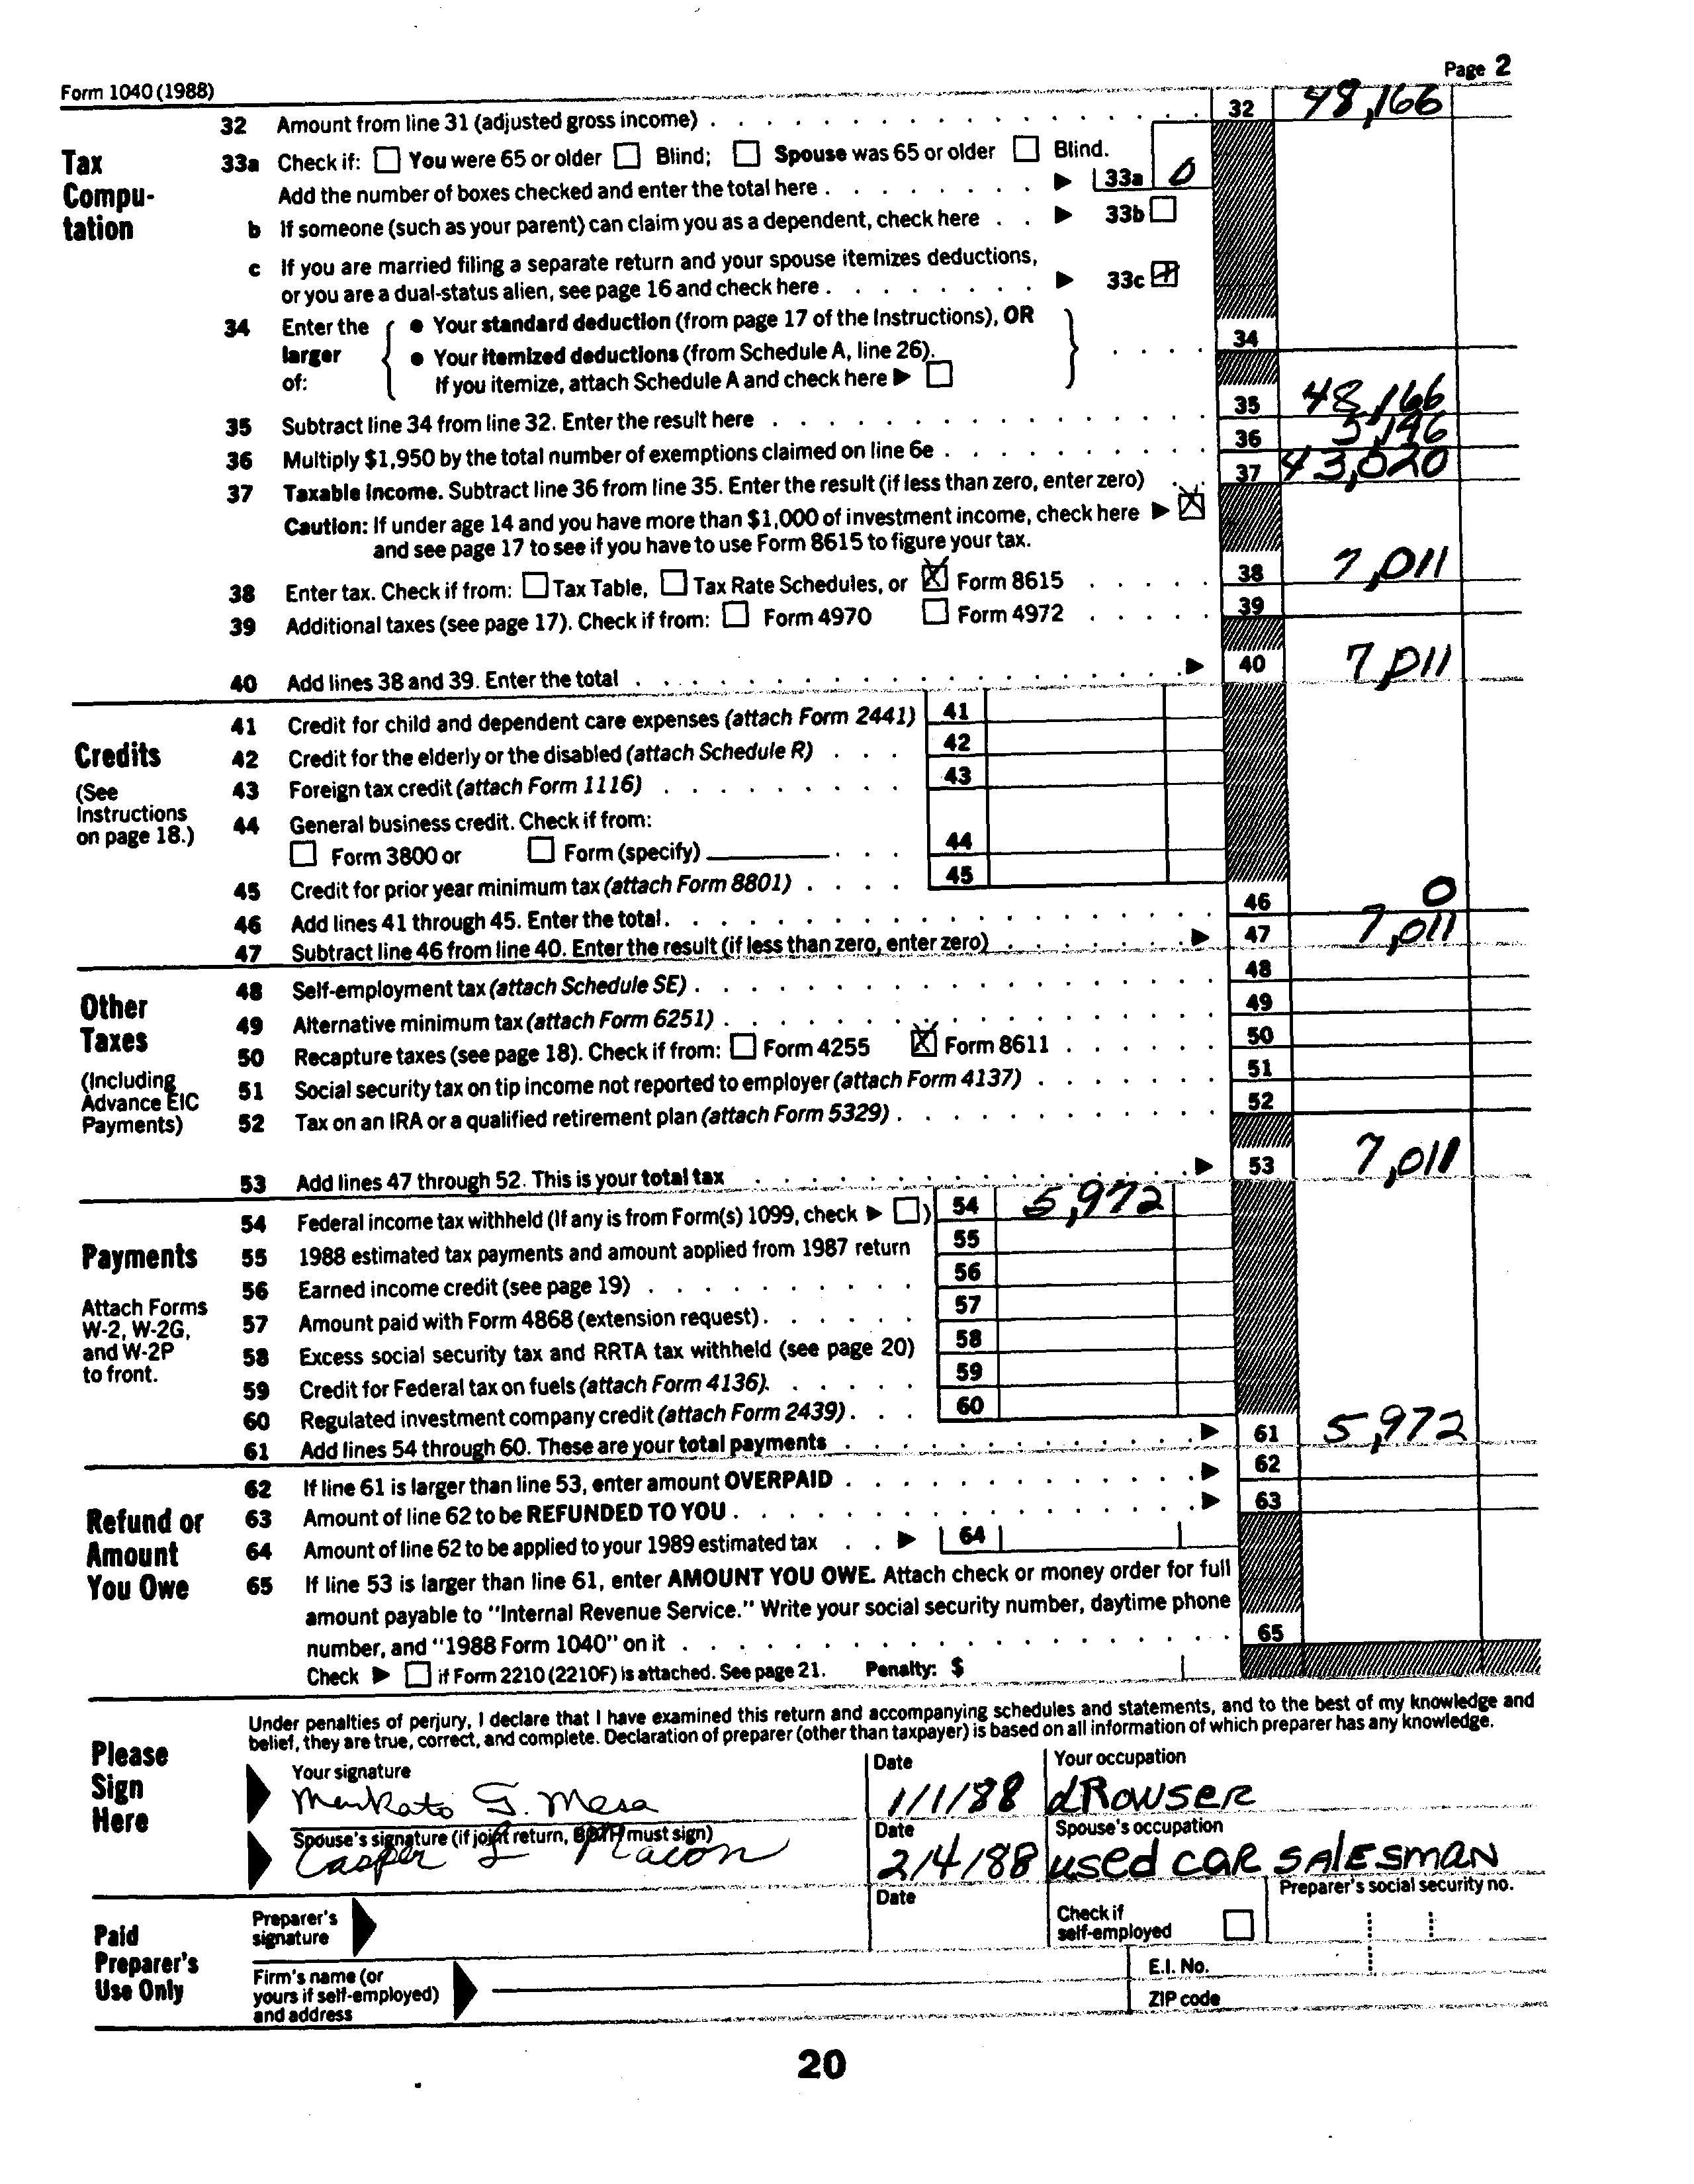 Page 2
Form 1040 (1988)
32 Amount from line 31 (adjusted gross income) 32 48,166
Tax Compu-tation
33a Check if: You were 65 or older Blind; Spouse was 65 or older Blind.
Add the number of boxes checked and enter the total here 33a 0
b If someone (such as your parent) can claim you as a dependent, check here 33b
c If you are married filing a separate return and your spouse itemizes deductions,
or you are a dual-status alien, see page 16 and check here 33c
34 Enter the larger of:
• Your standard deduction (from page 17 of the Instructions), OR
• Your itemized deductions (from Schedule A, line 26).
If you itemize, attach Schedule A and check here
34
35 Subtract line 34 from line 32. Enter the result here 35 48,166
36 Multiply $1,950 by the total number of exemptions claimed on line 6e 36
37 Taxable Income. Subtract line 36 from line 35. Enter the result (if less than zero, enter zero) 37 43,020
Caution: If under age 14 and you have more than $1,000 of investment income, check here
and see page 17 to see if you have to use Form 8615 to figure your tax.
38 Enter tax. Check if from: Tax Table, Tax Rate Schedules, or X Form 8615 38 7,011
39 Additional taxes (see page 17). Check if from: Form 4970 Form 4972 39
40 Add lines 38 and 39. Enter the total 40 7,011
Credits
(See Instructions on page 18.)
41 Credit for child and dependent care expenses (attach Form 2441) 41
42 Credit for the elderly or the disabled (attach Schedule R) 42
43 Foreign tax credit (attach Form 1116) 43
44 General business credit. Check if from:
Form 3800 or Form (specify) 44
45 Credit for prior year minimum tax (attach Form 8801) 45
46 Add lines 41 through 45. Enter the total 46 0
47 Subtract line 46 from line 40. Enter the result (if less than zero, enter zero) 47 7,011
Other Taxes
(Including Advance EIC Payments)
48 Self-employment tax (attach Schedule SE) 48
49 Alternative minimum tax (attach Form 6251) 49
50 Recapture taxes (see page 18). Check if from: Form 4255 X Form 8611 50
51 Social security tax on tip income not reported to employer (attach Form 4137) 51
52 Tax on an IRA or a qualified retirement plan (attach Form 5329) 52
53 Add lines 47 through 52. This is your total tax 53 7,011
Payments
Attach Forms W-2, W-2G, and W-2P to front.
54 Federal income tax withheld (If any is from Form(s) 1099, check ) 54 5,972
55 1988 estimated tax payments and amount applied from 1987 return 55
56 Earned income credit (see page 19) 56
57 Amount paid with Form 4868 (extension request) 57
58 Excess social security tax and RRTA tax withheld (see page 20) 58
59 Credit for Federal tax on fuels (attach Form 4136) 59
60 Regulated investment company credit (attach Form 2439) 60
61 Add lines 54 through 60. These are your total payments 61 5,972
Refund or Amount You Owe
62 If line 61 is larger than line 53, enter amount OVERPAID 62
63 Amount of line 62 to be REFUNDED TO YOU 63
64 Amount of line 62 to be applied to your 1989 estimated tax 64
65 If line 53 is larger than line 61, enter AMOUNT YOU OWE. Attach check or money order for full
amount payable to "Internal Revenue Service." Write your social security number, daytime phone
number, and "1988 Form 1040" on it 65
Check if Form 2210 (2210F) is attached. See page 21. Penalty: $
Under penalties of perjury, I declare that I have examined this return and accompanying schedules and statements, and to the best of my knowledge and
belief, they are true, correct, and complete. Declaration of preparer (other than taxpayer) is based on all information of which preparer has any knowledge.
Please Sign Here
Your signature Date Your occupation
Mankato G. Mesa 1/1/88 dRowser
Spouse's signature (if joint return, BOTH must sign) Date Spouse's occupation
Casper L Macon 2/4/88 used caR SAlEsmaN
Paid Preparer's Use Only
Preparer's signature Date Check if self-employed Preparer's social security no.
Firm's name (or yours if self-employed) and address E.I. No.
ZIP code
20